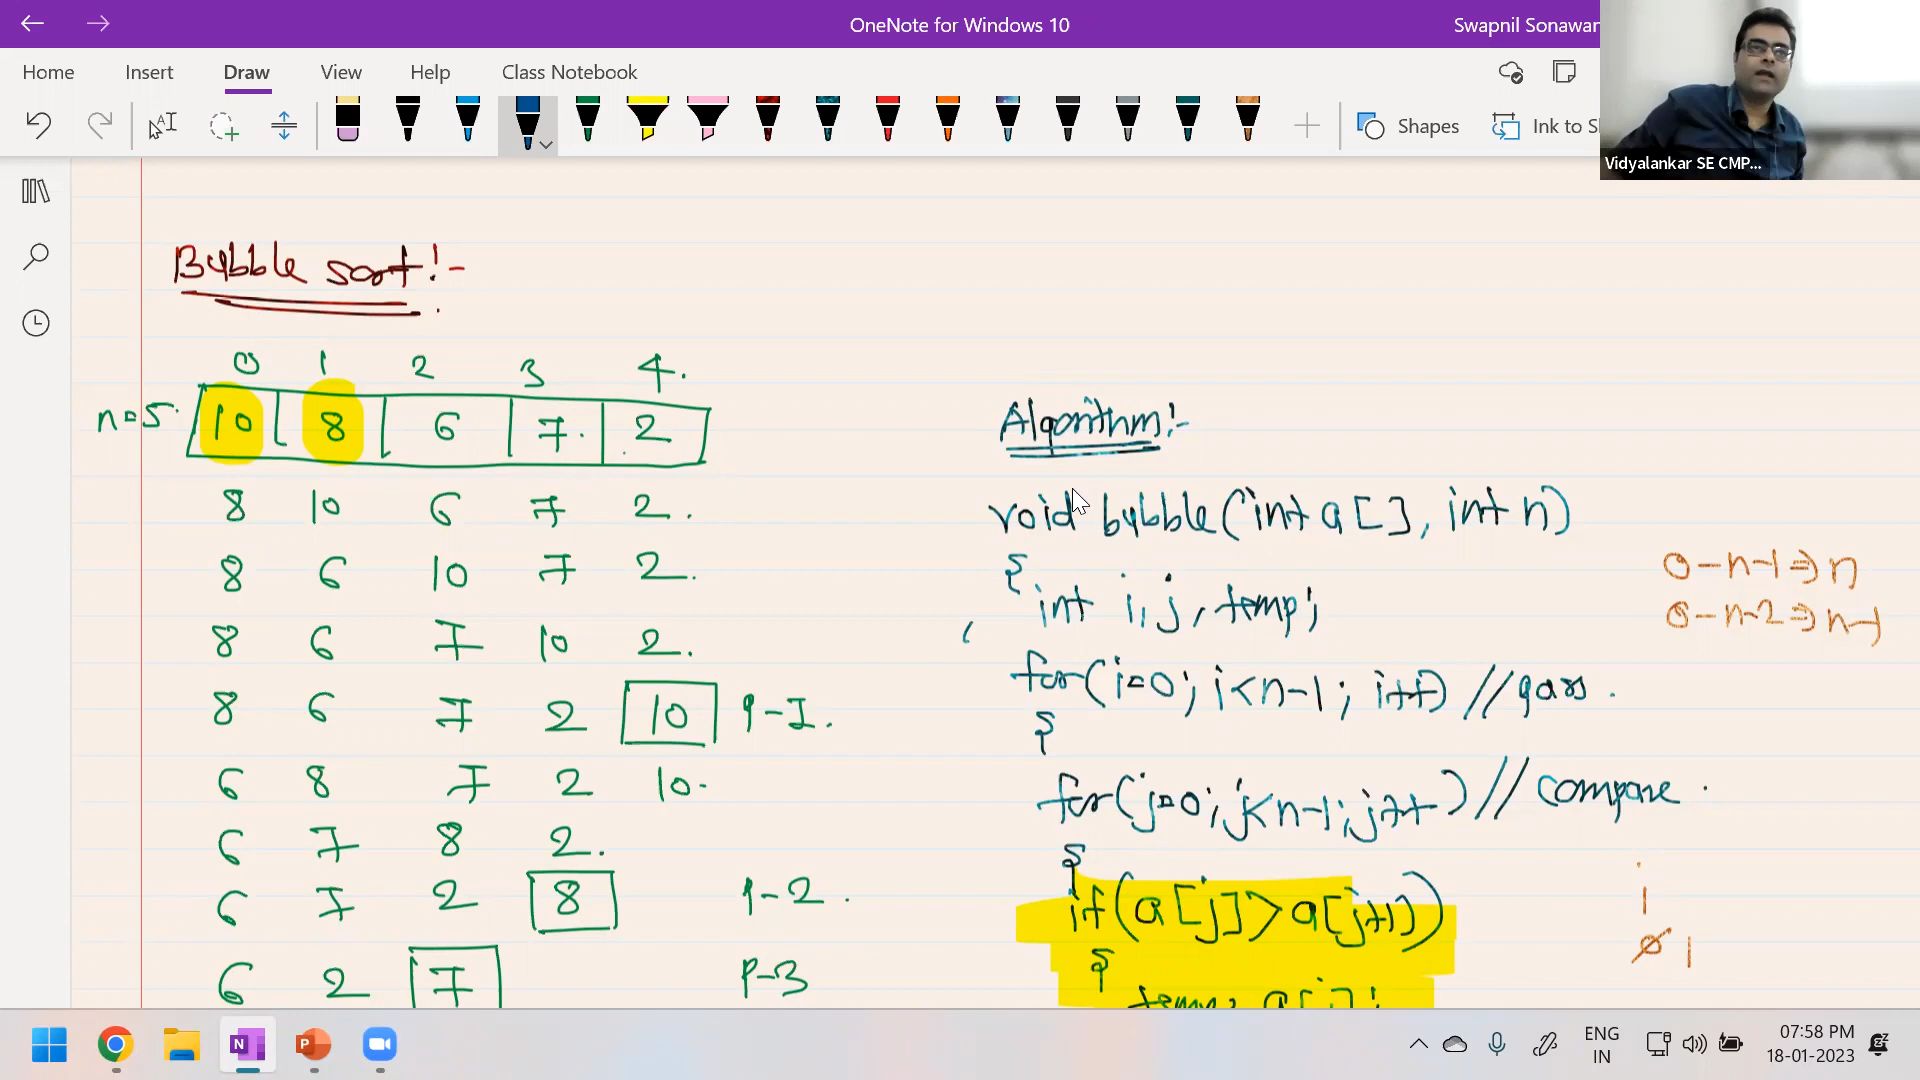 OneNote for Windows 10
Swapnil Sonawar
Home Insert Draw View Help Class Notebook
Shapes
Ink to S
Vidyalankar SE CMP...
Bubble sort!-
0 1 2 3 4.
n=5. 10 8 6 7. 2
8 10 6 7 2.
8 6 10 7 2.
8 6 7 10 2.
8 6 7 2 10 P-I.
6 8 7 2 10.
6 7 8 2.
6 7 2 8 P-2.
6 2 7 P-3
Algorithm!-
void bubble(int a[], int n)
{
int i,j,temp;
for(i=0; i<n-1; i++) //pass.
{
for(j=0; j<n-1; j++) //compare.
{
if(a[j]>a[j+1])
{
temp= a[j];
0-n-1⇒n
0-n-2⇒n-1
1
0 1
ENG
IN
07:58 PM
18-01-2023